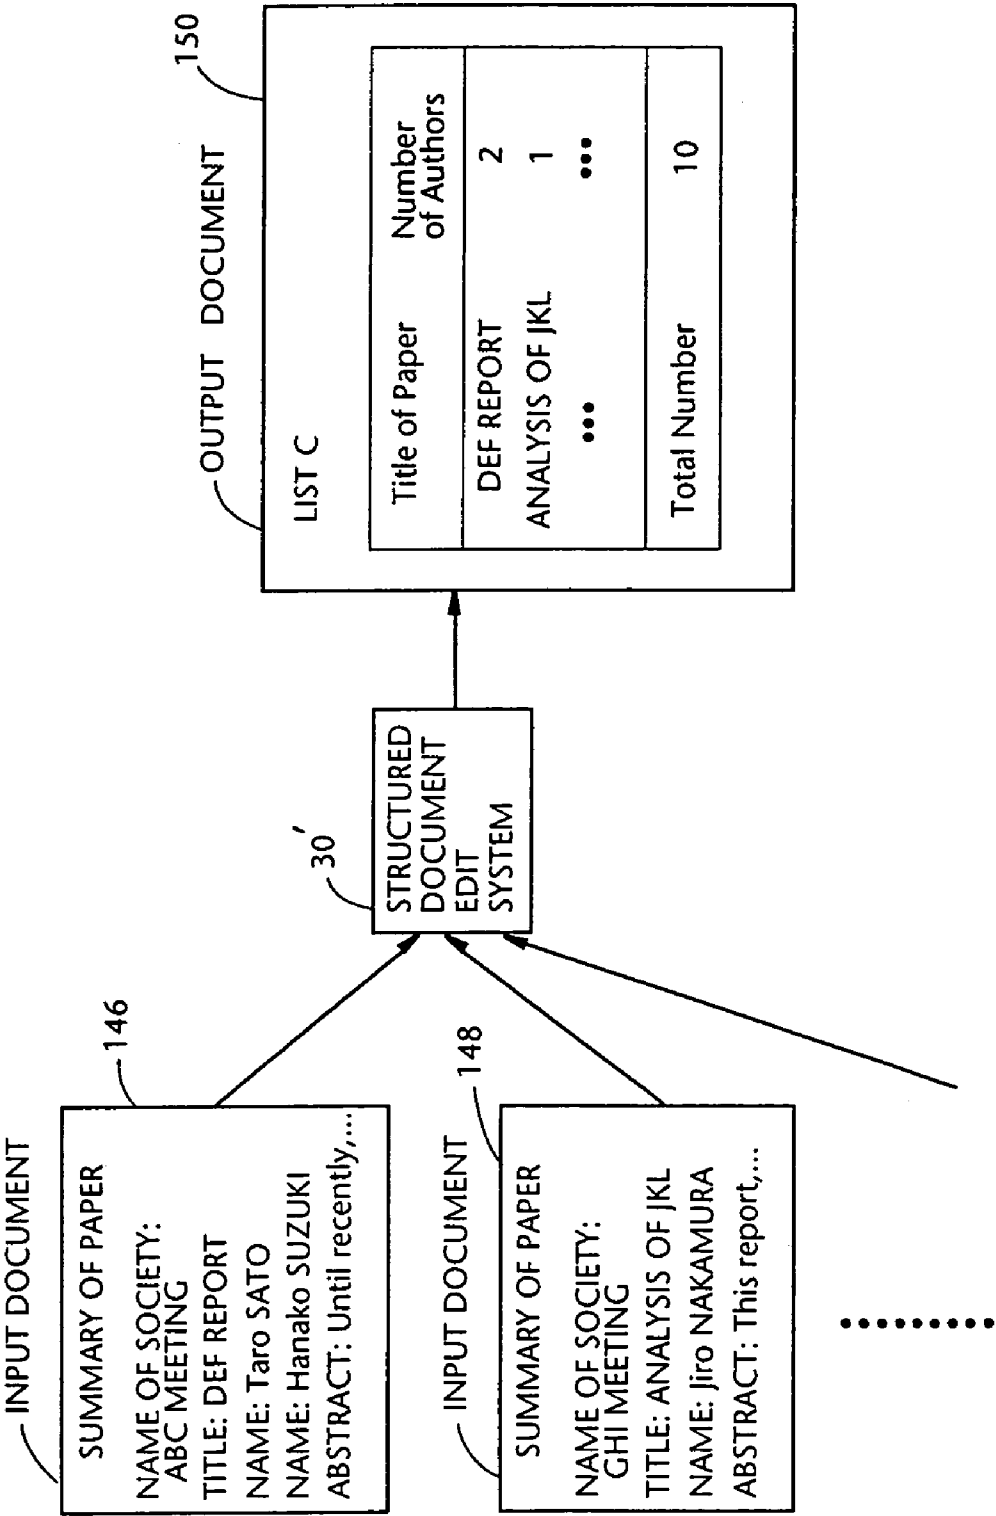 INPUT DOCUMENT
146
SUMMARY OF PAPER
NAME OF SOCIETY:
ABC MEETING
TITLE: DEF REPORT
NAME: Taro SATO
NAME: Hanako SUZUKI
ABSTRACT: Until recently,...
INPUT DOCUMENT
148
SUMMARY OF PAPER
NAME OF SOCIETY:
GHI MEETING
TITLE: ANALYSIS OF JKL
NAME: Jiro NAKAMURA
ABSTRACT: This report,...
30'
STRUCTURED
DOCUMENT
EDIT
SYSTEM
OUTPUT DOCUMENT
150
LIST C
Title of Paper Number
of Authors
DEF REPORT 2
ANALYSIS OF JKL 1
••• •••
Total Number 10